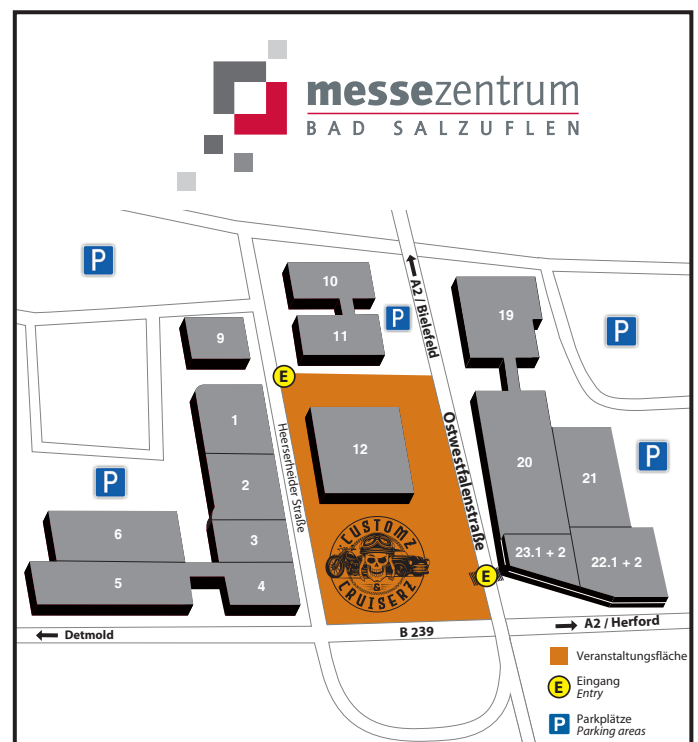 messezentrum
BAD SALZUFLEN
P
10
A2 / Bielefeld
19
P
11
P
9
E
1
Heerserheider Straße
12
Ostwestfalenstraße
20
21
P
P
2
6
3
CUSTOMZ
&
CRUISERZ
23.1 + 2
22.1 + 2
5
4
E
Detmold
B 239
A2 / Herford
Veranstaltungsfläche
E
Eingang
Entry
P
Parkplätze
Parking areas